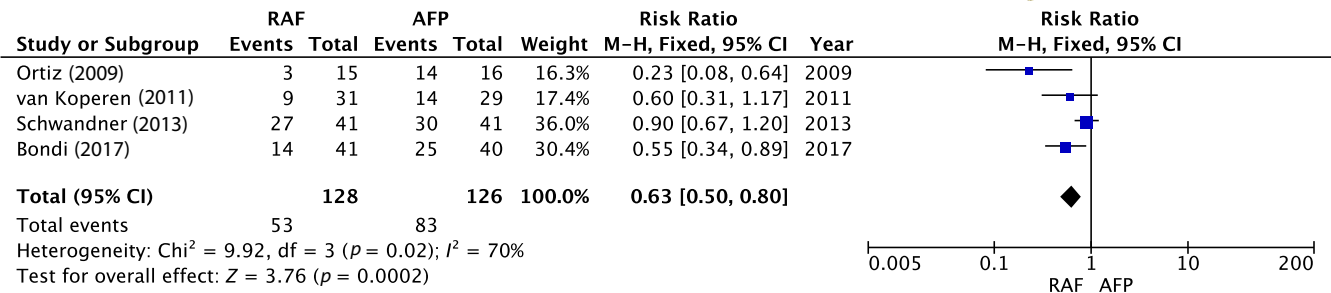 RAF AFP Risk Ratio Risk Ratio
Study or Subgroup Events Total Events Total Weight M-H, Fixed, 95% CI Year M-H, Fixed, 95% CI
Ortiz (2009) 3 15 14 16 16.3% 0.23 [0.08, 0.64] 2009
van Koperen (2011) 9 31 14 29 17.4% 0.60 [0.31, 1.17] 2011
Schwandner (2013) 27 41 30 41 36.0% 0.90 [0.67, 1.20] 2013
Bondi (2017) 14 41 25 40 30.4% 0.55 [0.34, 0.89] 2017
Total (95% CI) 128 126 100.0% 0.63 [0.50, 0.80]
Total events 53 83
Heterogeneity: Chi² = 9.92, df = 3 (p = 0.02); I² = 70%
Test for overall effect: Z = 3.76 (p = 0.0002)
0.005 0.1 1 10 200
RAF AFP